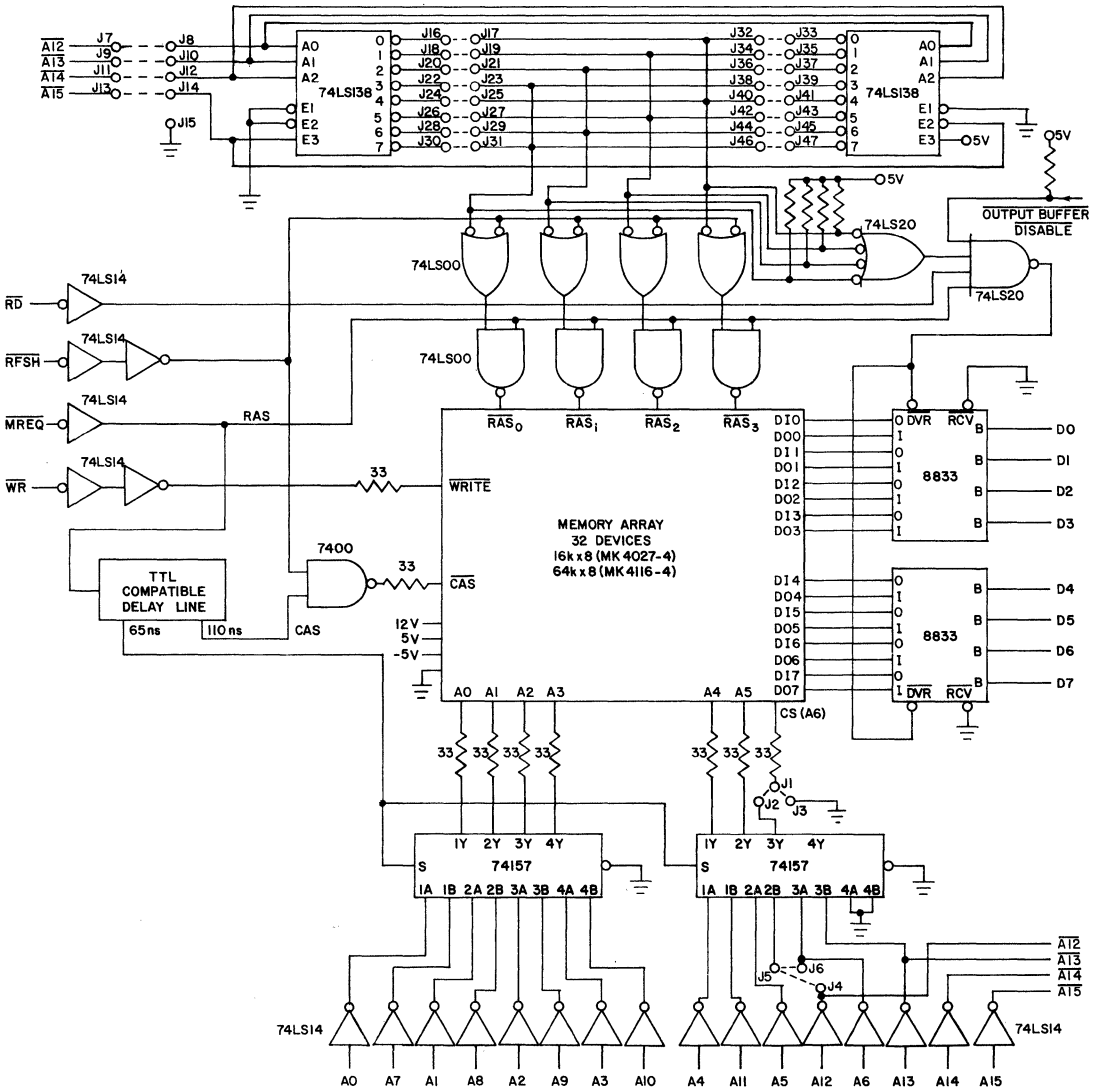 A12 J7 J8 A0 0 J16 J17 J32 J33 0 A0
A13 J9 J10 A1 1 J18 J19 J34 J35 1 A1
A14 J11 J12 A2 2 J20 J21 J36 J37 2 A2
A15 J13 J14 3 J22 J23 J38 J39 3
74LS138 4 J24 J25 J40 J41 4 74LS138
E1 5 J26 J27 J42 J43 5 E1
J15 E2 6 J28 J29 J44 J45 6 E2
E3 7 J30 J31 J46 J47 7 E3 5V
5V
5V
OUTPUT BUFFER
DISABLE
74LS20
74LS00
74LS20
74LS14
RD
74LS14
RFSH
74LS00
74LS14
MREQ RAS
74LS14
WR 33 WRITE
RAS0 RAS1 RAS2 RAS3
DI0 O DVR RCV
DO0 I B D0
DI1 O
DO1 I B D1
DI2 O 8833
DO2 I B D2
DI3 O
DO3 I B D3
MEMORY ARRAY
32 DEVICES
16k x 8 (MK 4027-4)
64k x 8 (MK 4116-4)
7400
33 CAS
TTL
COMPATIBLE
DELAY LINE
65ns 110ns CAS
12V
5V
-5V
DI4 O
DO4 I B D4
DI5 O
DO5 I B D5
DI6 O 8833
DO6 I B D6
DI7 O
DO7 I B D7
DVR RCV
A0 A1 A2 A3 A4 A5 CS (A6)
33 33 33 33 33 33 33
J1
J2 J3
1Y 2Y 3Y 4Y 1Y 2Y 3Y 4Y
S 74157 S 74157
1A 1B 2A 2B 3A 3B 4A 4B 1A 1B 2A 2B 3A 3B 4A 4B
A12
A13
A14
A15
J5 J6
J4
74LS14 74LS14
A0 A7 A1 A8 A2 A9 A3 A10 A4 A11 A5 A12 A6 A13 A14 A15